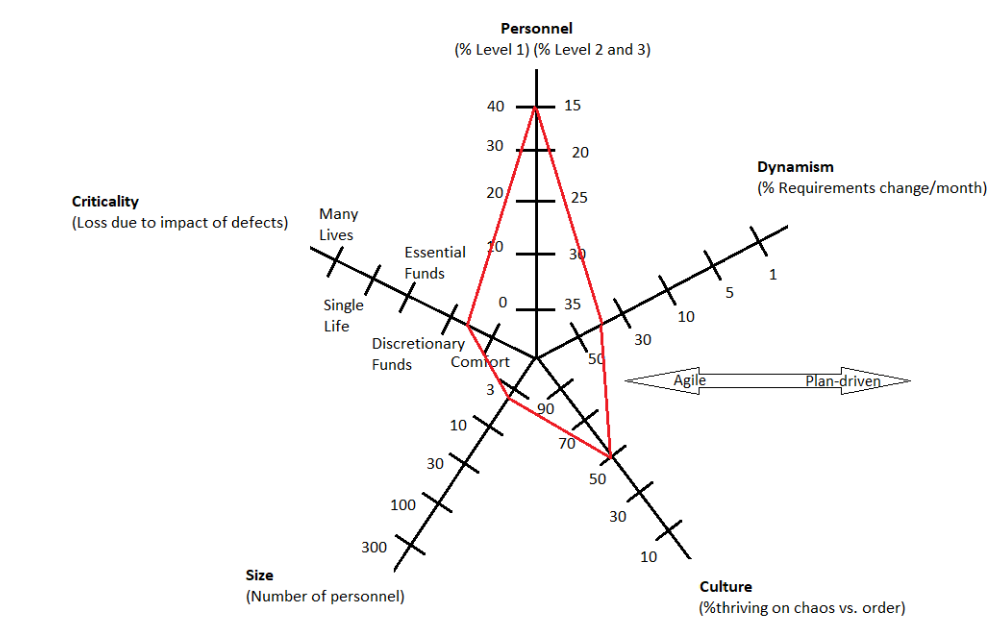 Personnel
(% Level 1) (% Level 2 and 3)
40
15
30
20
20
25
10
30
0
35
Dynamism
(% Requirements change/month)
1
5
10
30
50
Criticality
(Loss due to impact of defects)
Many
Lives
Single
Life
Essential
Funds
Discretionary
Funds
Comfort
Agile
Plan-driven
3
10
30
100
300
Size
(Number of personnel)
90
70
50
30
10
Culture
(%thriving on chaos vs. order)